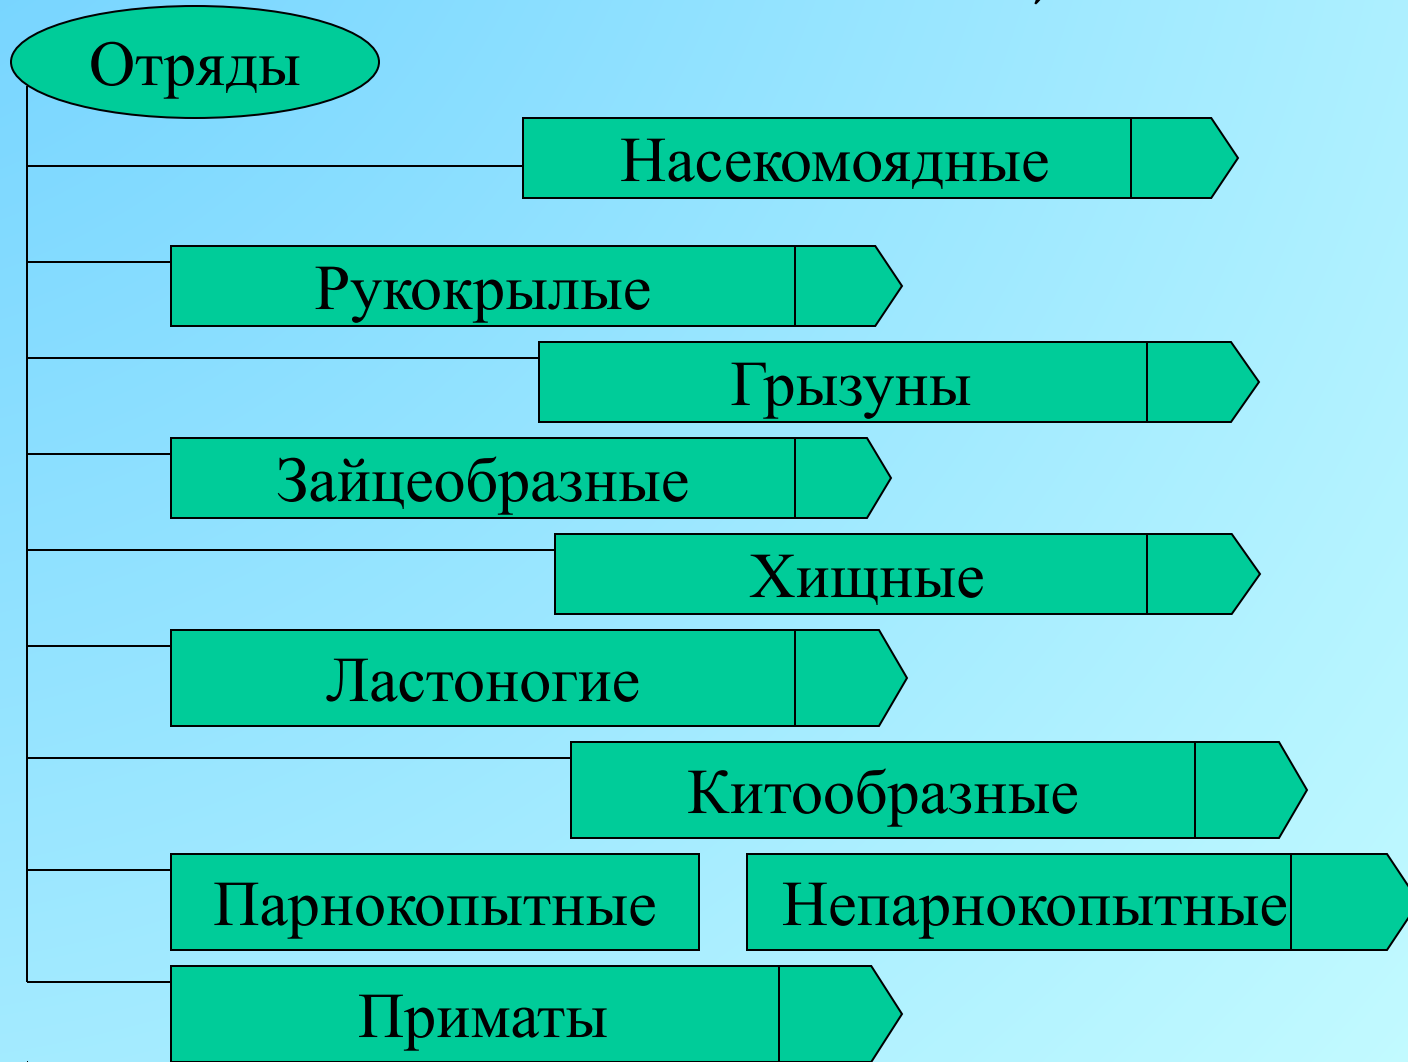 Отряды
Насекомоядные
Рукокрылые
Грызуны
Зайцеобразные
Хищные
Ластоногие
Китообразные
Парнокопытные
Непарнокопытные
Приматы